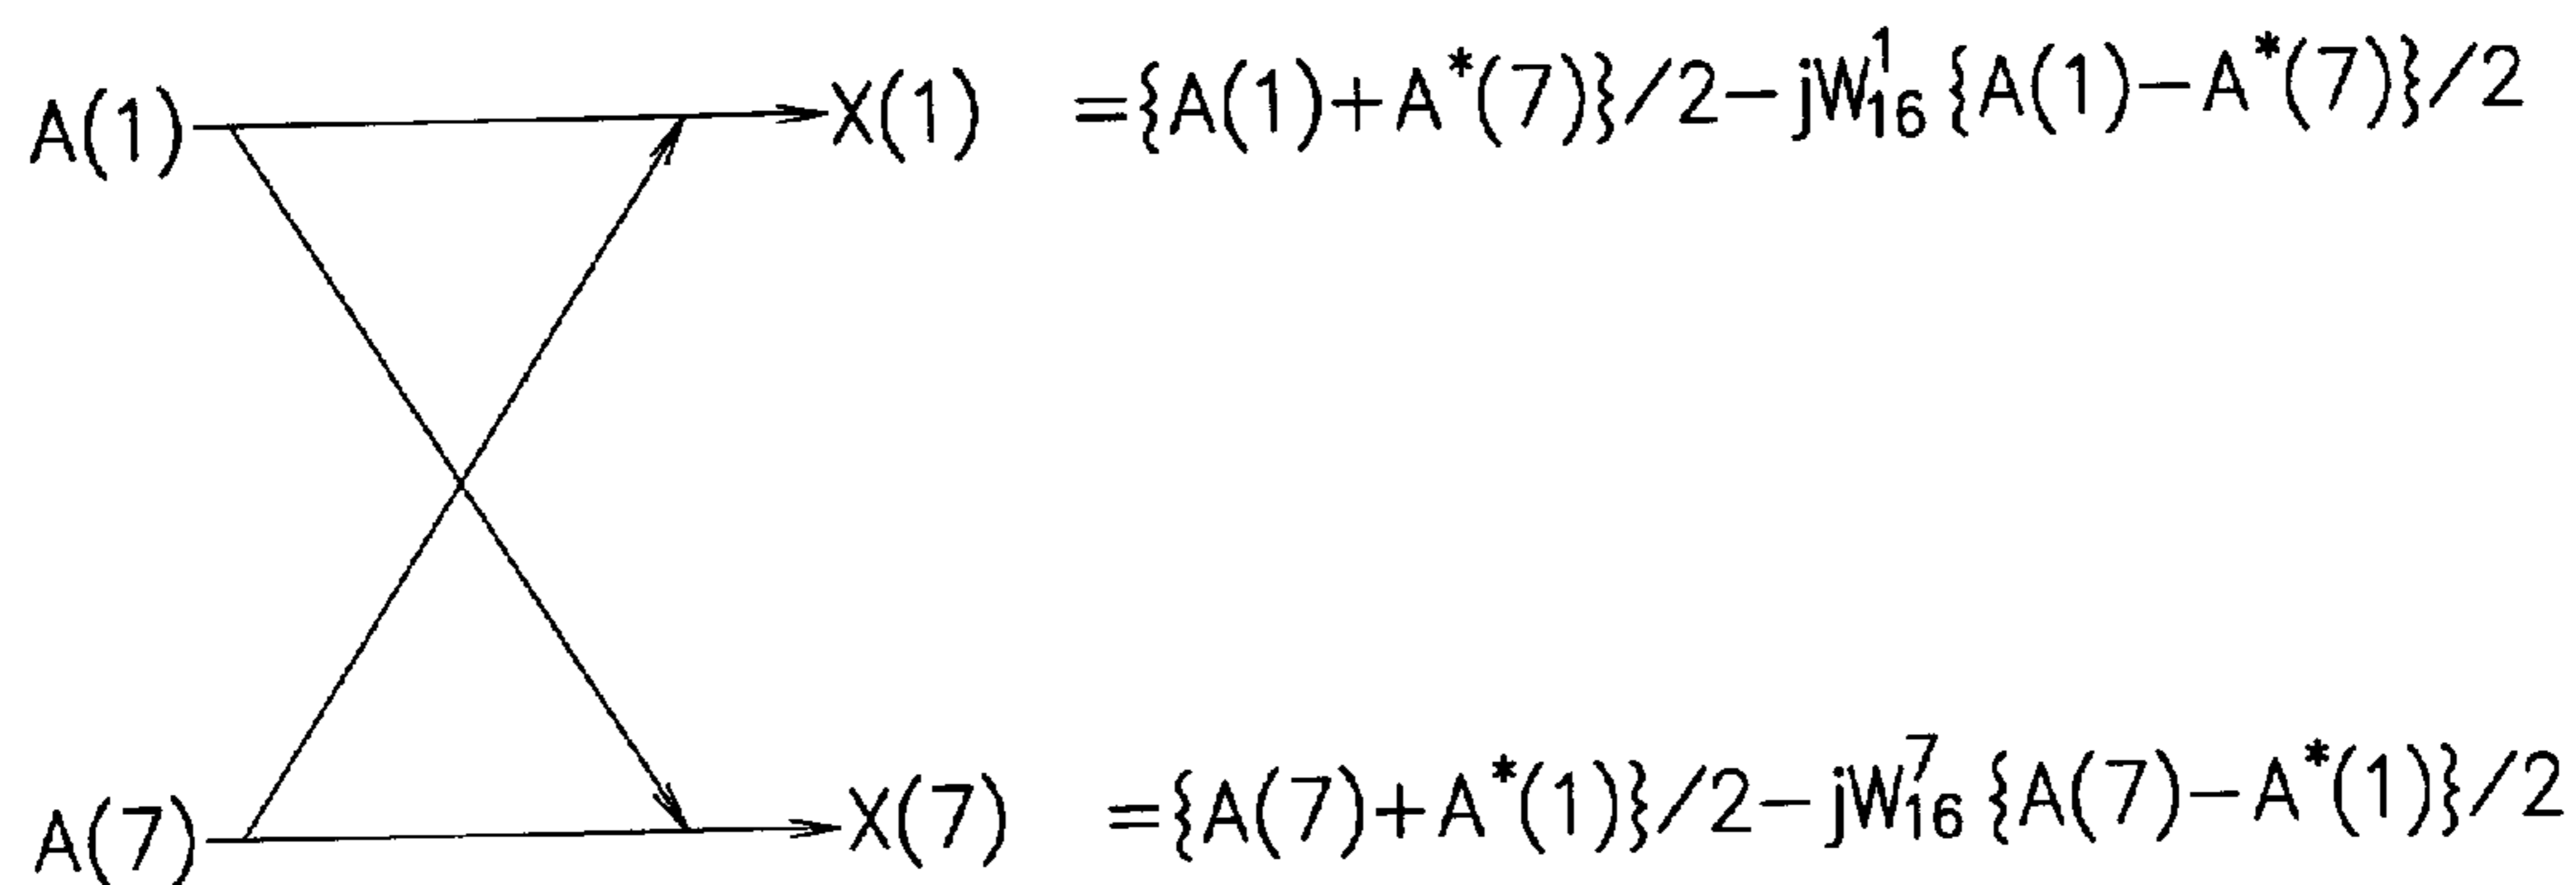 A(1) X(1) ={A(1)+A*(7)}/2-jW¹₁₆{A(1)-A*(7)}/2
A(7) X(7) ={A(7)+A*(1)}/2-jW⁷₁₆{A(7)-A*(1)}/2